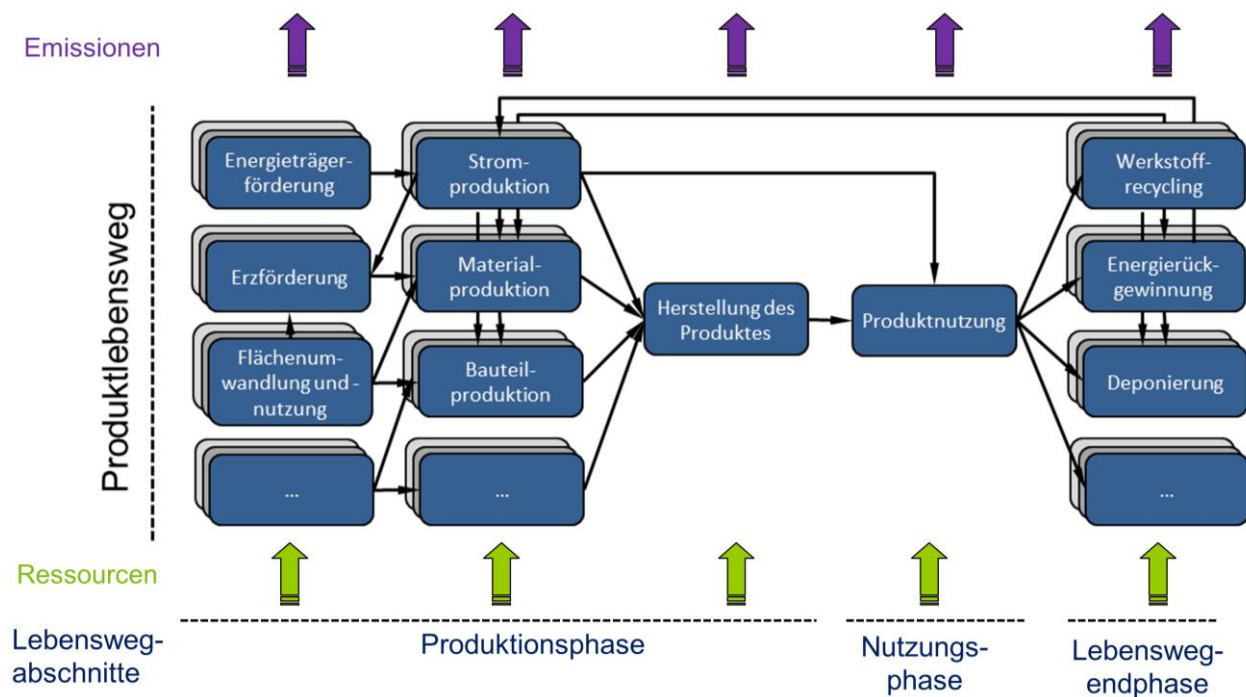 Emissionen
Produktlebensweg
Energieträger-
förderung
Strom-
produktion
Werkstoff-
recycling
Erzförderung
Material-
produktion
Energierück-
gewinnung
Herstellung des
Produktes
Produktnutzung
Flächenum-
wandlung und -
nutzung
Bauteil-
produktion
Deponierung
...
...
...
Ressourcen
Lebensweg-
abschnitte
Produktionsphase
Nutzungs-
phase
Lebensweg-
endphase